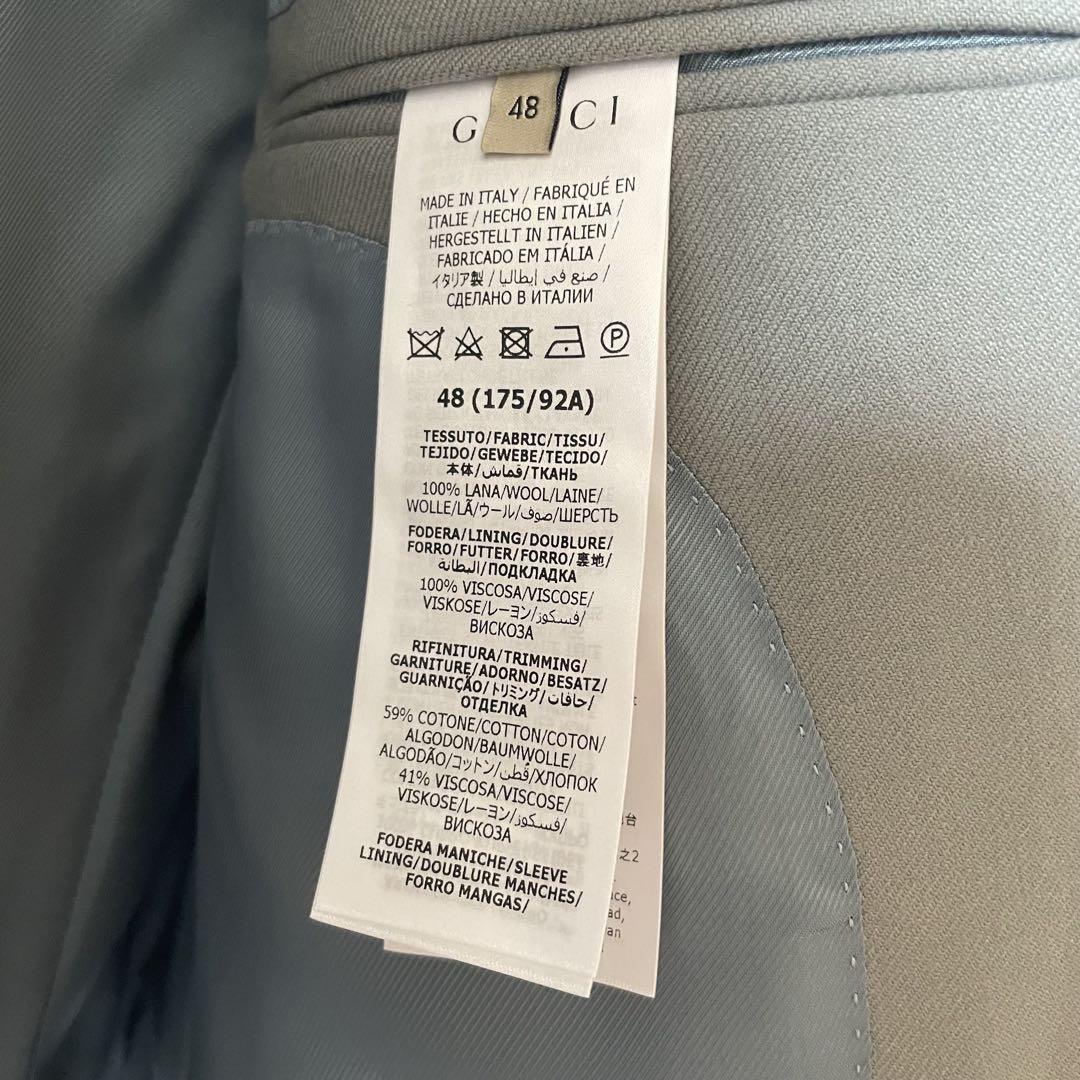 48
G CI
MADE IN ITALY / FABRIQUÉ EN
ITALIE / HECHO EN ITALIA /
HERGESTELLT IN ITALIEN /
FABRICADO EM ITÁLIA /
イタリア製 / صنع في إيطاليا /
СДЕЛАНО В ИТАЛИИ
P
48 (175/92A)
TESSUTO/FABRIC/TISSU/
TEJIDO/GEWEBE/TECIDO/
本体/قماش/ТКАНЬ
100% LANA/WOOL/LAINE/
WOLLE/LÃ/ウール/صوف/ШЕРСТЬ
FODERA/LINING/DOUBLURE/
FORRO/FUTTER/FORRO/裏地/
البطانة/ПОДКЛАДКА
100% VISCOSA/VISCOSE/
VISKOSE/レーヨン/فسكوز/
ВИСКОЗА
RIFINITURA/TRIMMING/
GARNITURE/ADORNO/BESATZ/
GUARNIÇÃO/トリミング/حافات/
ОТДЕЛКА
59% COTONE/COTTON/COTON/
ALGODON/BAUMWOLLE/
ALGODÃO/コットン/قطن/ХЛОПОК
41% VISCOSA/VISCOSE/
VISKOSE/レーヨン/فسكوز/
ВИСКОЗА
FODERA MANICHE/SLEEVE
LINING/DOUBLURE MANCHES/
FORRO MANGAS/
台
之2
ce,
ad,
an